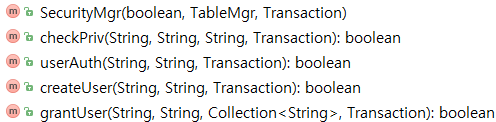 m SecurityMgr(boolean, TableMgr, Transaction)
m checkPriv(String, String, String, Transaction): boolean
m userAuth(String, String, Transaction): boolean
m createUser(String, String, Transaction): boolean
m grantUser(String, String, Collection<String>, Transaction): boolean